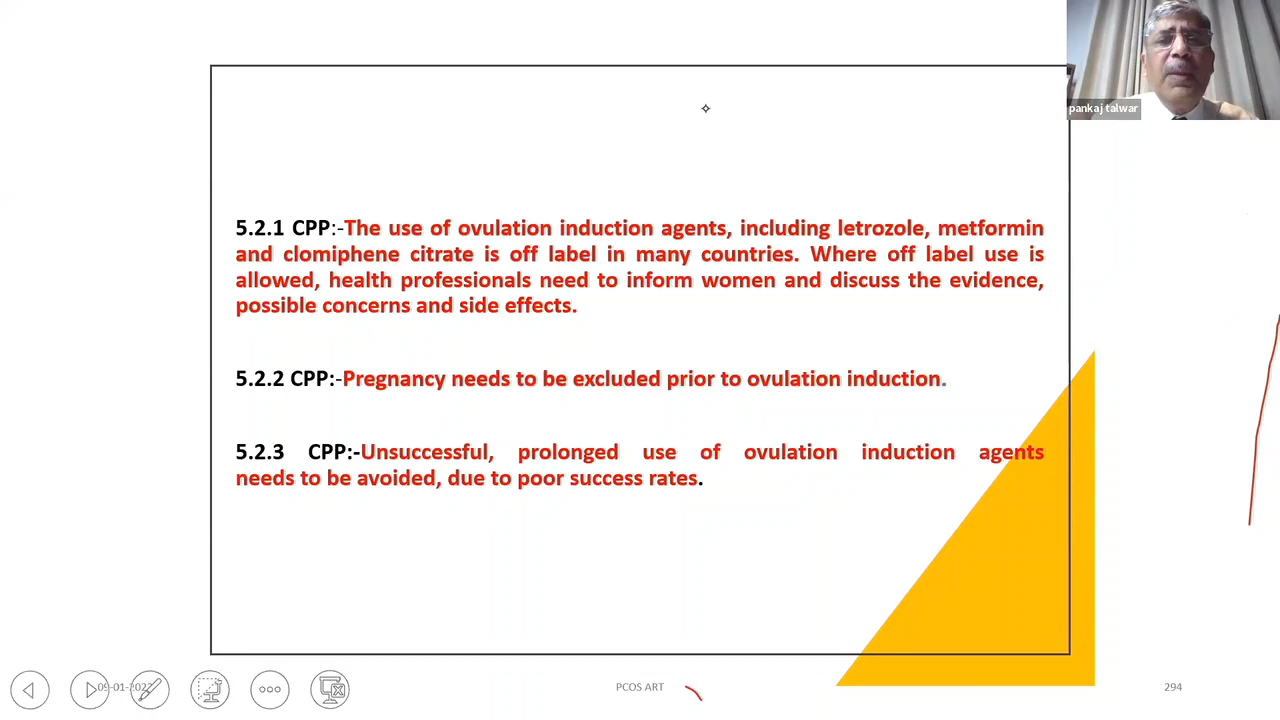 pankaj talwar
5.2.1 CPP:-The use of ovulation induction agents, including letrozole, metformin
and clomiphene citrate is off label in many countries. Where off label use is
allowed, health professionals need to inform women and discuss the evidence,
possible concerns and side effects.
5.2.2 CPP:-Pregnancy needs to be excluded prior to ovulation induction.
5.2.3 CPP:-Unsuccessful, prolonged use of ovulation induction agents
needs to be avoided, due to poor success rates.
PCOS ART
294